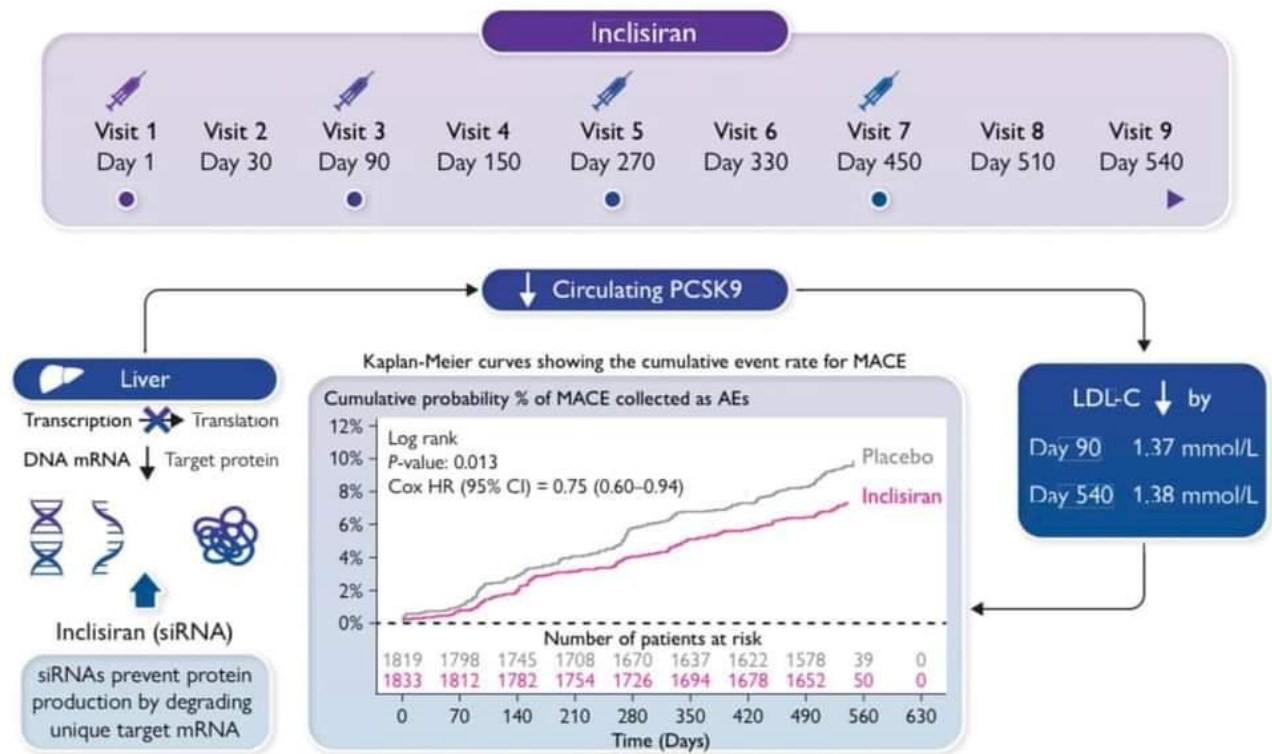 Inclisiran
Visit 1 Visit 2 Visit 3 Visit 4 Visit 5 Visit 6 Visit 7 Visit 8 Visit 9
Day 1 Day 30 Day 90 Day 150 Day 270 Day 330 Day 450 Day 510 Day 540
Circulating PCSK9
Liver
Transcription Translation
DNA mRNA Target protein
Inclisiran (siRNA)
siRNAs prevent protein
production by degrading
unique target mRNA
Kaplan-Meier curves showing the cumulative event rate for MACE
Cumulative probability % of MACE collected as AEs
12%
10%
8%
6%
4%
2%
0%
Log rank
P-value: 0.013
Cox HR (95% CI) = 0.75 (0.60–0.94)
Placebo
Inclisiran
Number of patients at risk
1819 1798 1745 1708 1670 1637 1622 1578 39 0
1833 1812 1782 1754 1726 1694 1678 1652 50 0
0 70 140 210 280 350 420 490 560 630
Time (Days)
LDL-C ↓ by
Day 90 1.37 mmol/L
Day 540 1.38 mmol/L